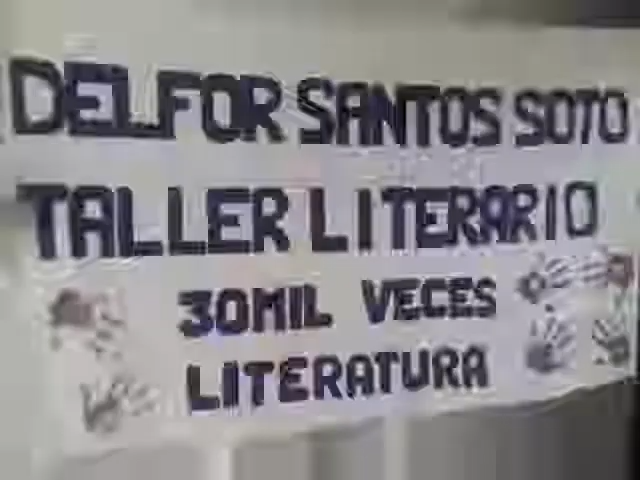 DELFOR SANTOS SOTO
TALLER LITERARIO
30MIL VECES
LITERATURA